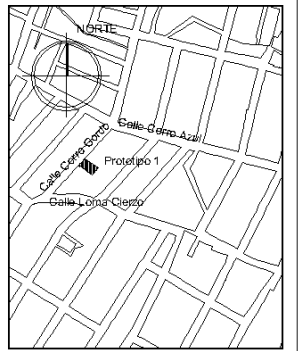 NORTE
Calle Cerro Azul
Calle Cerro Gordo
Prototipo 1
Calle Loma Cierzo